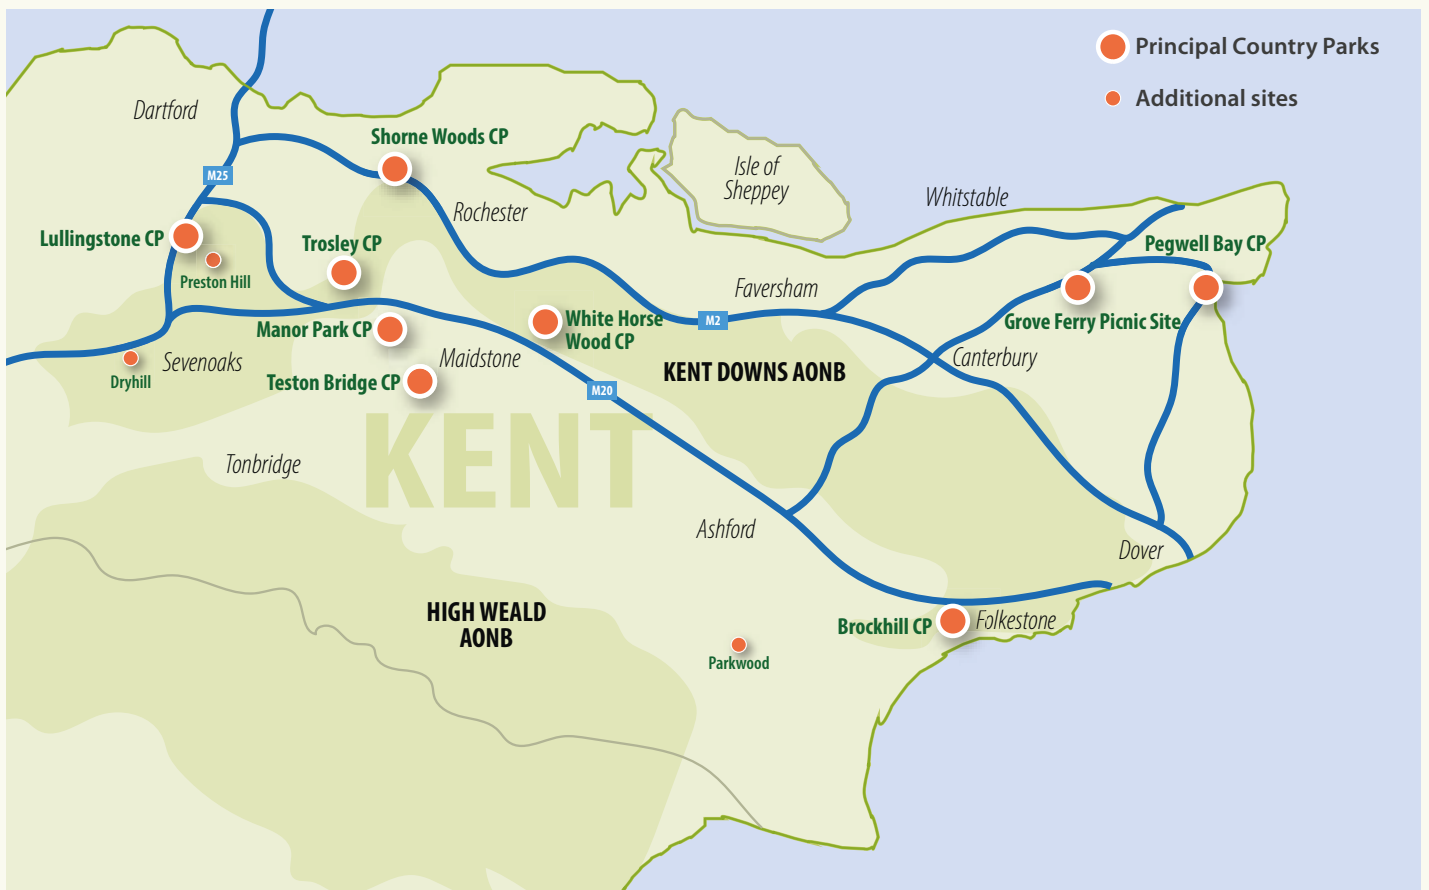 Principal Country Parks
Additional sites
Dartford
Shorne Woods CP
M25
Isle of
Sheppey
Whitstable
Rochester
Lullingstone CP
Trosley CP
Pegwell Bay CP
Preston Hill
Faversham
White Horse
Wood CP
M2
Grove Ferry Picnic Site
Manor Park CP
Sevenoaks
Maidstone
Canterbury
KENT DOWNS AONB
Dryhill
Teston Bridge CP
M20
KENT
Tonbridge
Ashford
Dover
HIGH WEALD
AONB
Brockhill CP
Folkestone
Parkwood